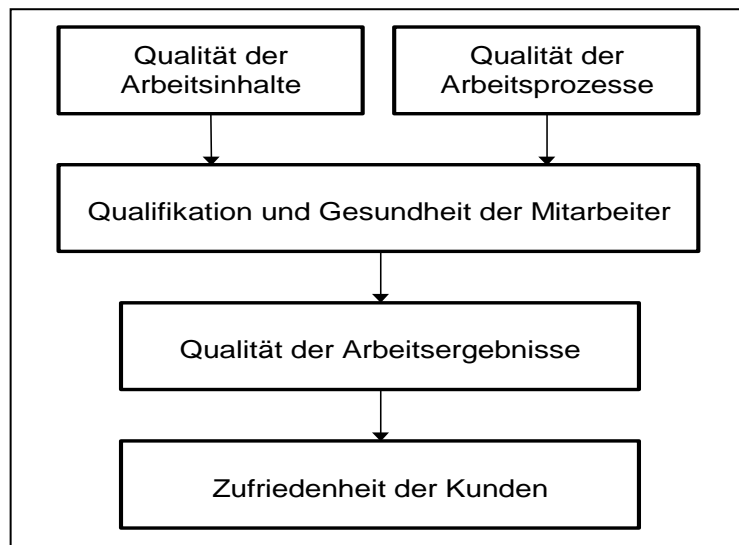 Qualität der
Arbeitsinhalte
Qualität der
Arbeitsprozesse
Qualifikation und Gesundheit der Mitarbeiter
Qualität der Arbeitsergebnisse
Zufriedenheit der Kunden